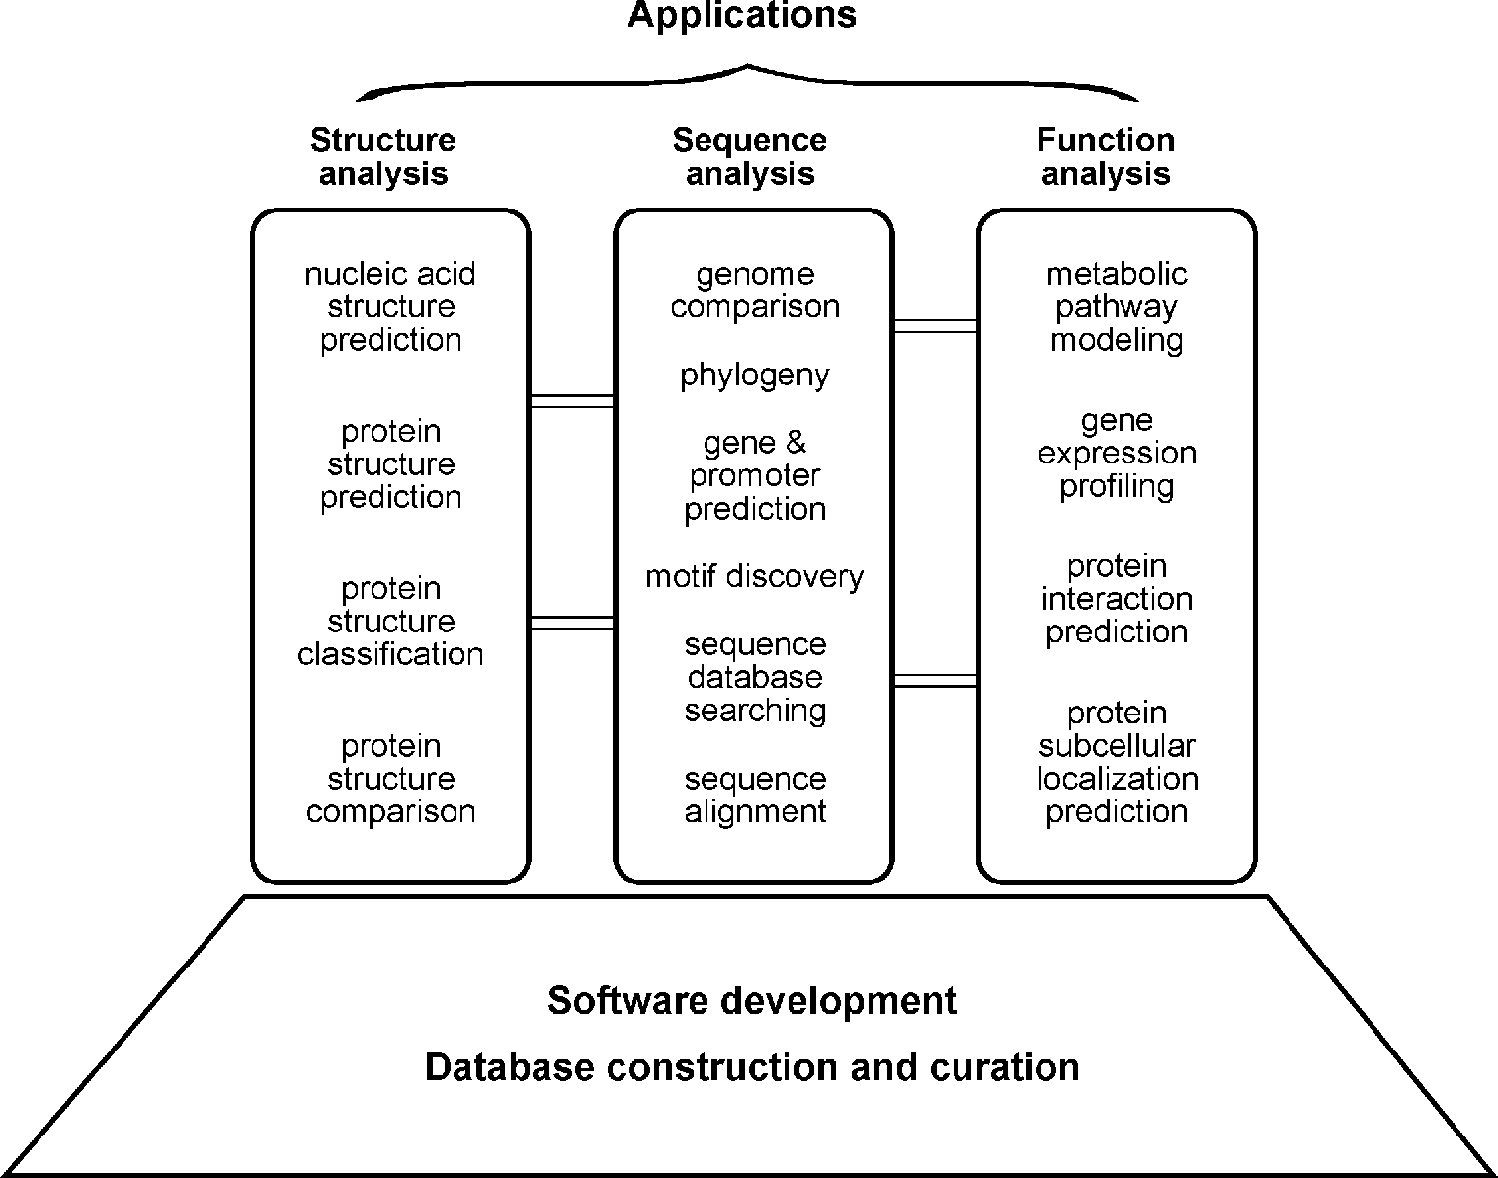 Applications
Structure
analysis
nucleic acid
structure
prediction
protein
structure
prediction
protein
structure
classification
protein
structure
comparison
Sequence
analysis
genome
comparison
phylogeny
gene &
promoter
prediction
motif discovery
sequence
database
searching
sequence
alignment
Function
analysis
metabolic
pathway
modeling
gene
expression
profiling
protein
interaction
prediction
protein
subcellular
localization
prediction
Software development
Database construction and curation